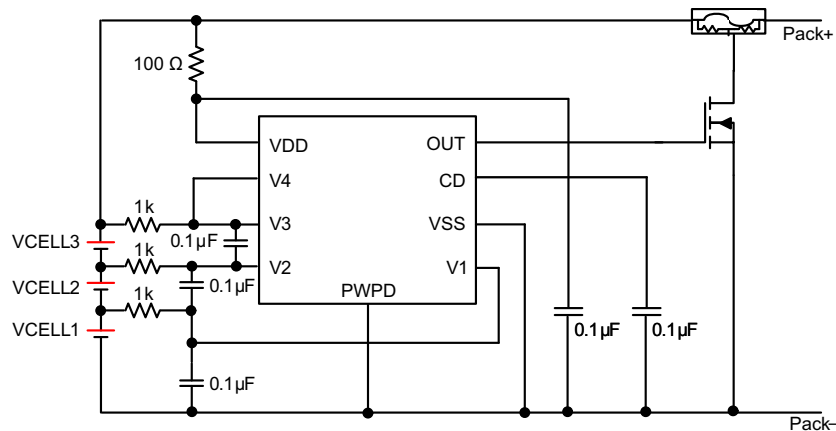 Pack+
100 Ω
VDD
OUT
V4
CD
1k
V3
VSS
VCELL3
0.1µF
1k
V2
V1
VCELL2
0.1µF
PWPD
1k
VCELL1
0.1µF
0.1µF
0.1µF
Pack–